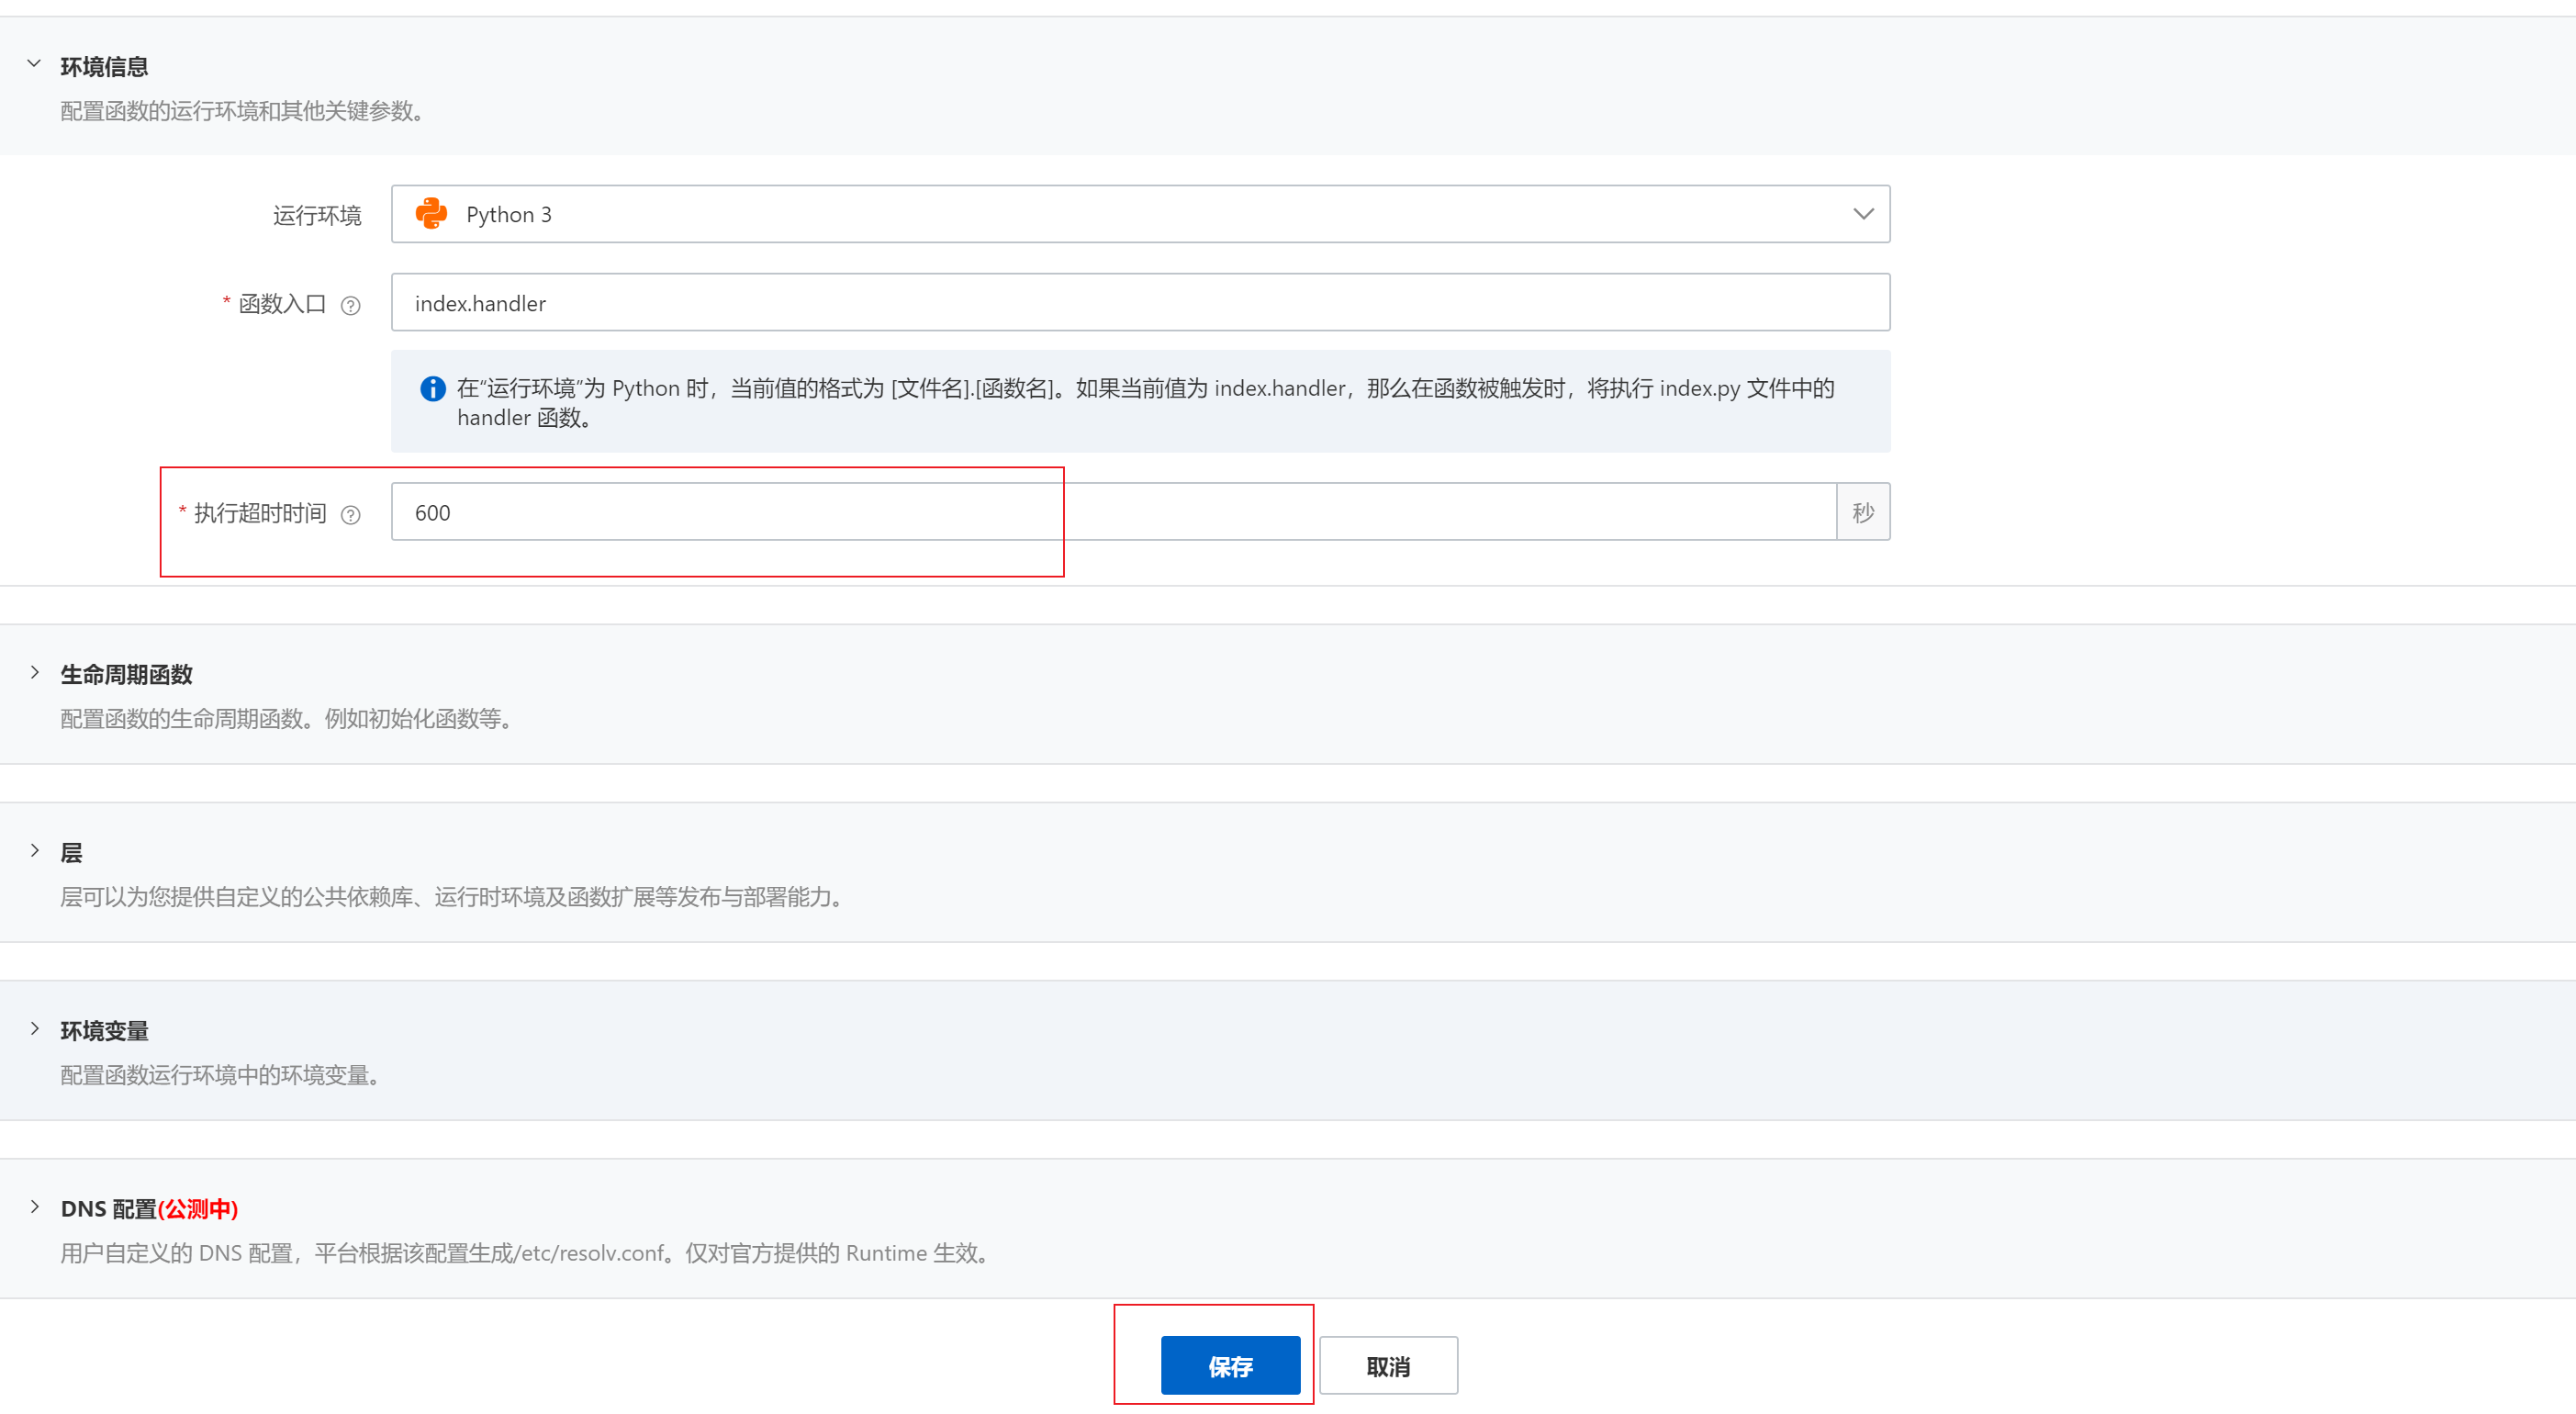 环境信息
配置函数的运行环境和其他关键参数。
运行环境
Python 3
* 函数入口
index.handler
在“运行环境”为 Python 时，当前值的格式为 [文件名].[函数名]。如果当前值为 index.handler，那么在函数被触发时，将执行 index.py 文件中的
handler 函数。
* 执行超时时间
600
秒
生命周期函数
配置函数的生命周期函数。例如初始化函数等。
层
层可以为您提供自定义的公共依赖库、运行时环境及函数扩展等发布与部署能力。
环境变量
配置函数运行环境中的环境变量。
DNS 配置(公测中)
用户自定义的 DNS 配置，平台根据该配置生成/etc/resolv.conf。仅对官方提供的 Runtime 生效。
保存
取消